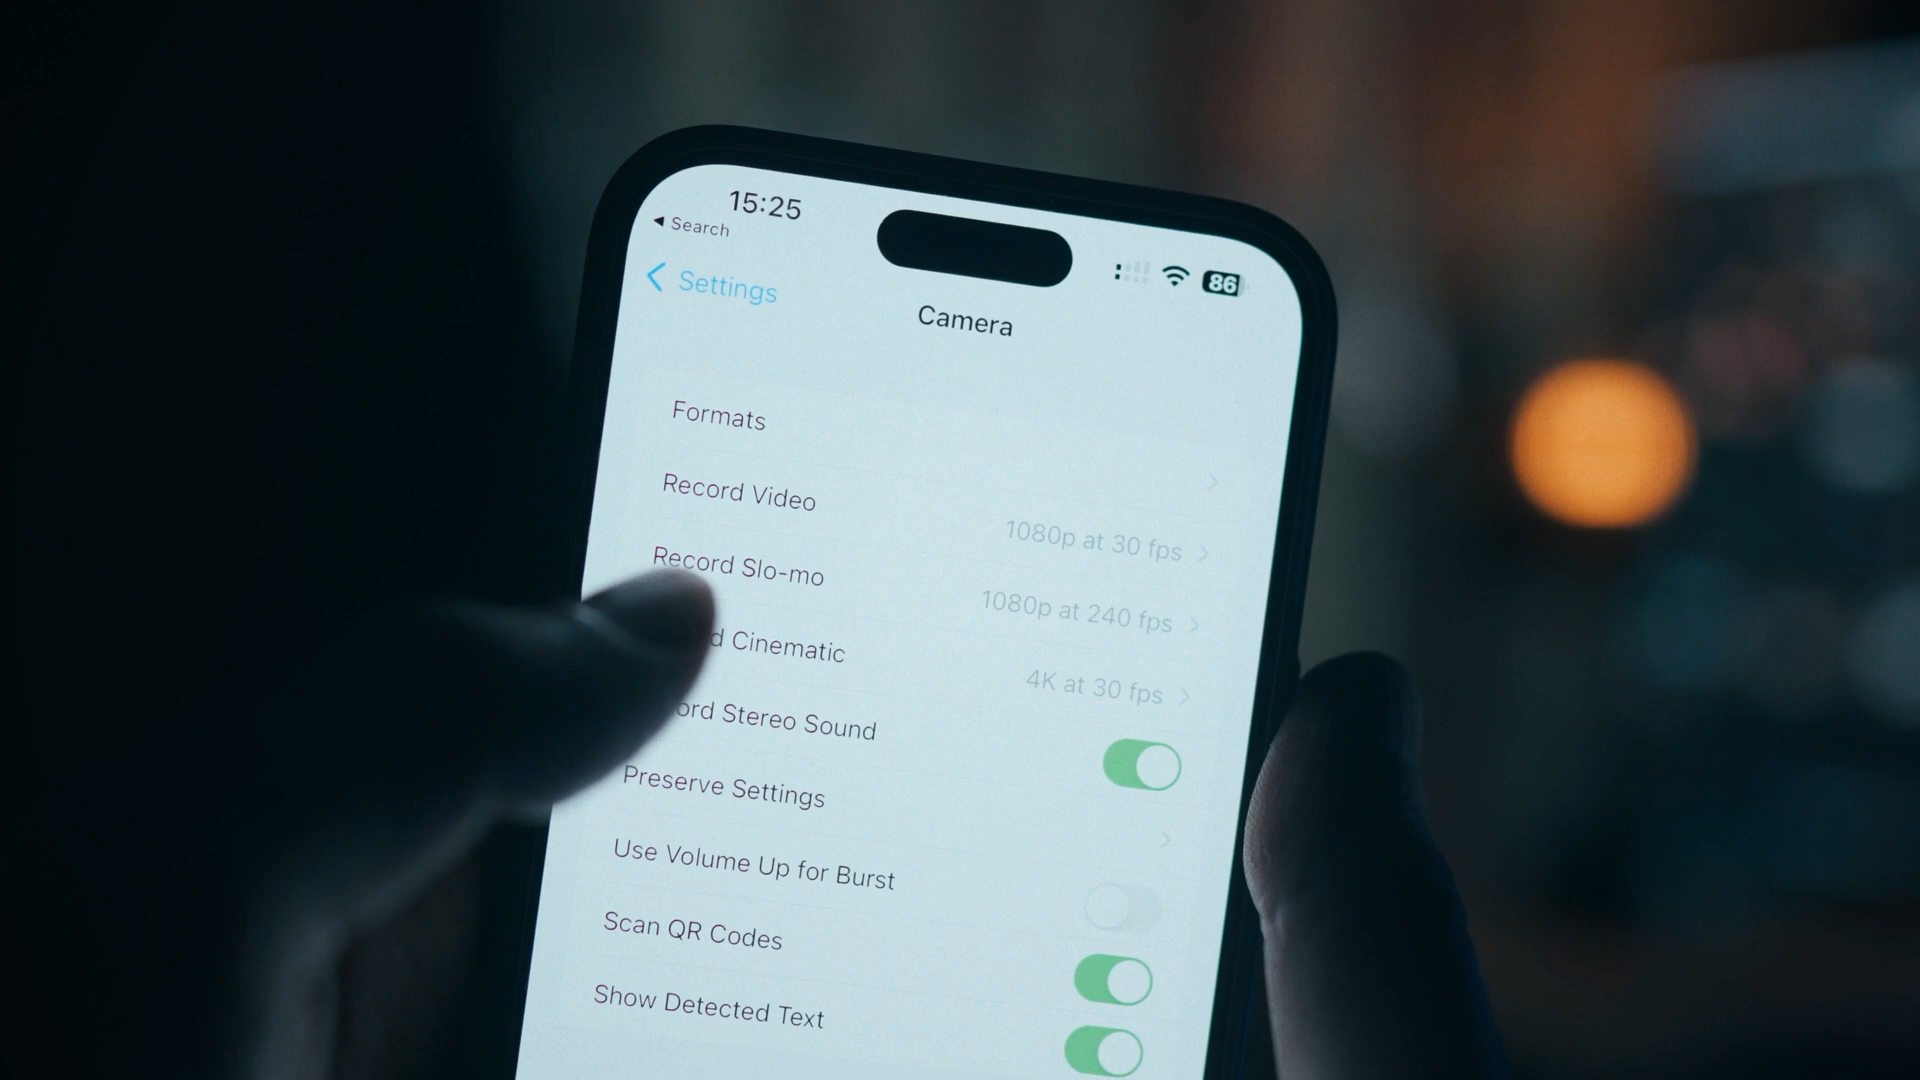 15:25
◀ Search
86
Settings
Camera
Formats
Record Video 1080p at 30 fps
Record Slo-mo 1080p at 240 fps
d Cinematic 4K at 30 fps
ord Stereo Sound
Preserve Settings
Use Volume Up for Burst
Scan QR Codes
Show Detected Text